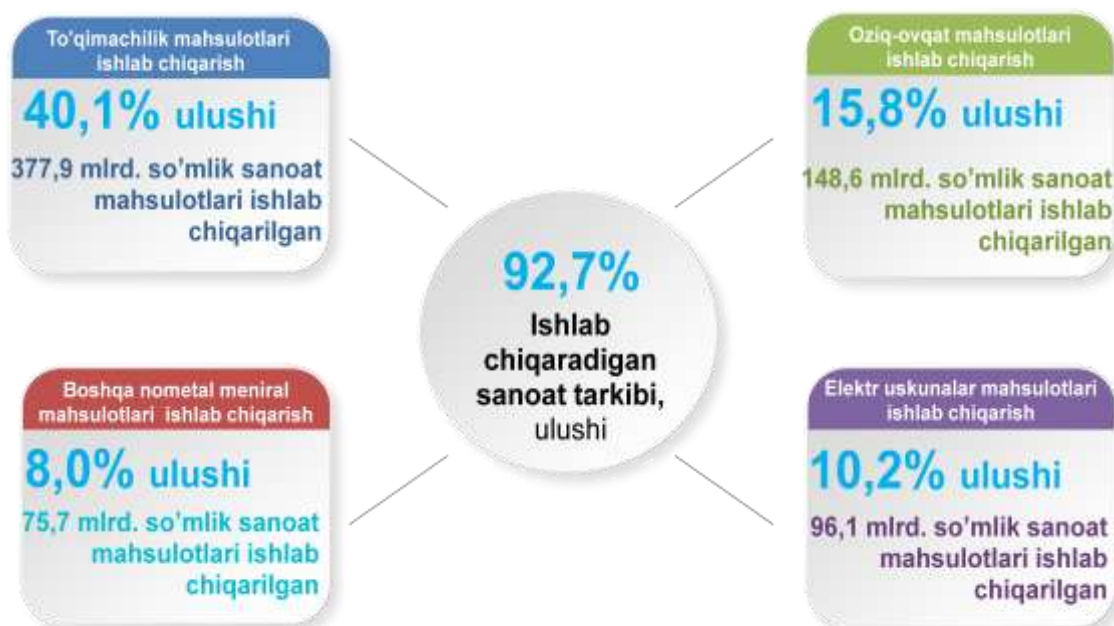 To'qimachilik mahsulotlari
ishlab chiqarish
40,1% ulushi
377,9 mlrd. so’mlik sanoat
mahsulotlari ishlab
chiqarilgan
Oziq-ovqat mahsulotlari
ishlab chiqarish
15,8% ulushi
148,6 mlrd. so’mlik sanoat
mahsulotlari ishlab
chiqarilgan
92,7%
Ishlab
chiqaradigan
sanoat tarkibi,
ulushi
Boshqa nometal meniral
mahsulotlari ishlab chiqarish
8,0% ulushi
75,7 mlrd. so’mlik sanoat
mahsulotlari ishlab
chiqarilgan
Elektr uskunalar mahsulotlari
ishlab chiqarish
10,2% ulushi
96,1 mlrd. so’mlik sanoat
mahsulotlari ishlab
chiqarilgan